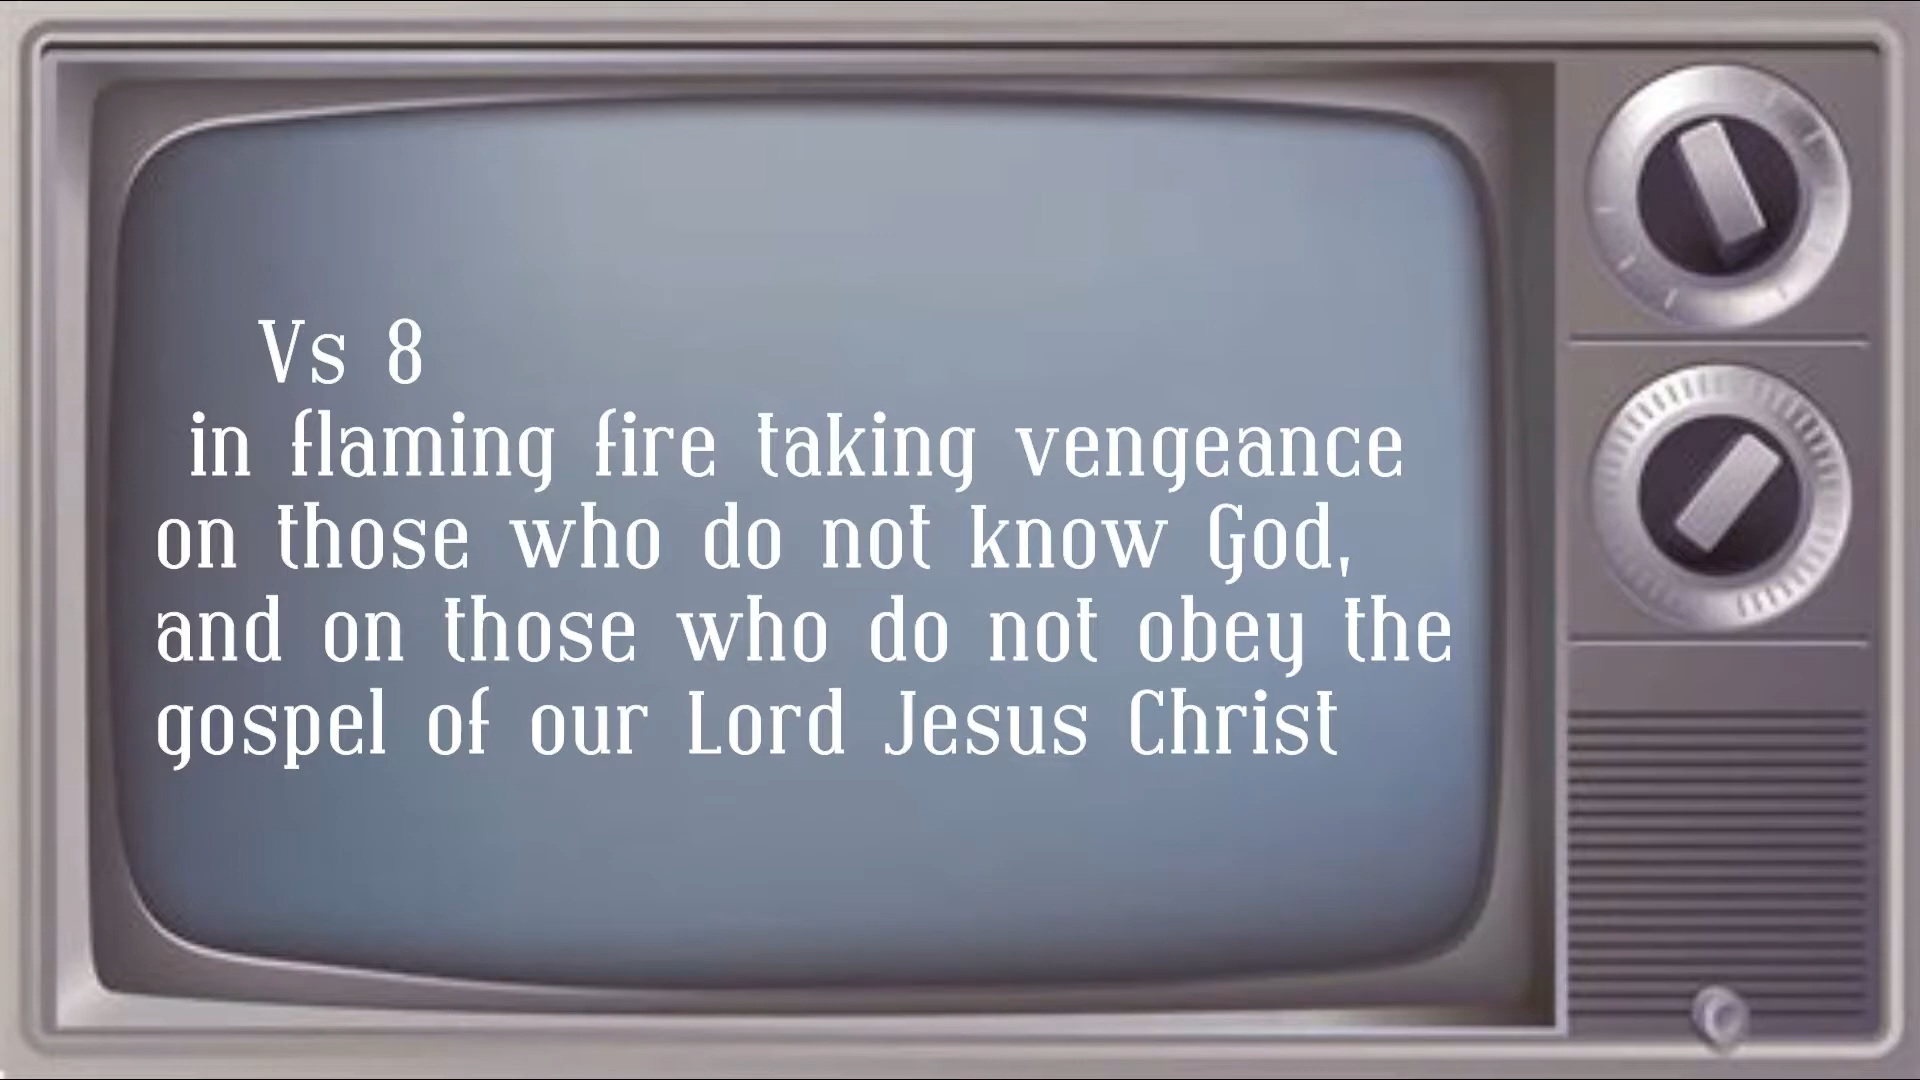 Vs 8
in flaming fire taking vengeance
on those who do not know God,
and on those who do not obey the
gospel of our Lord Jesus Christ